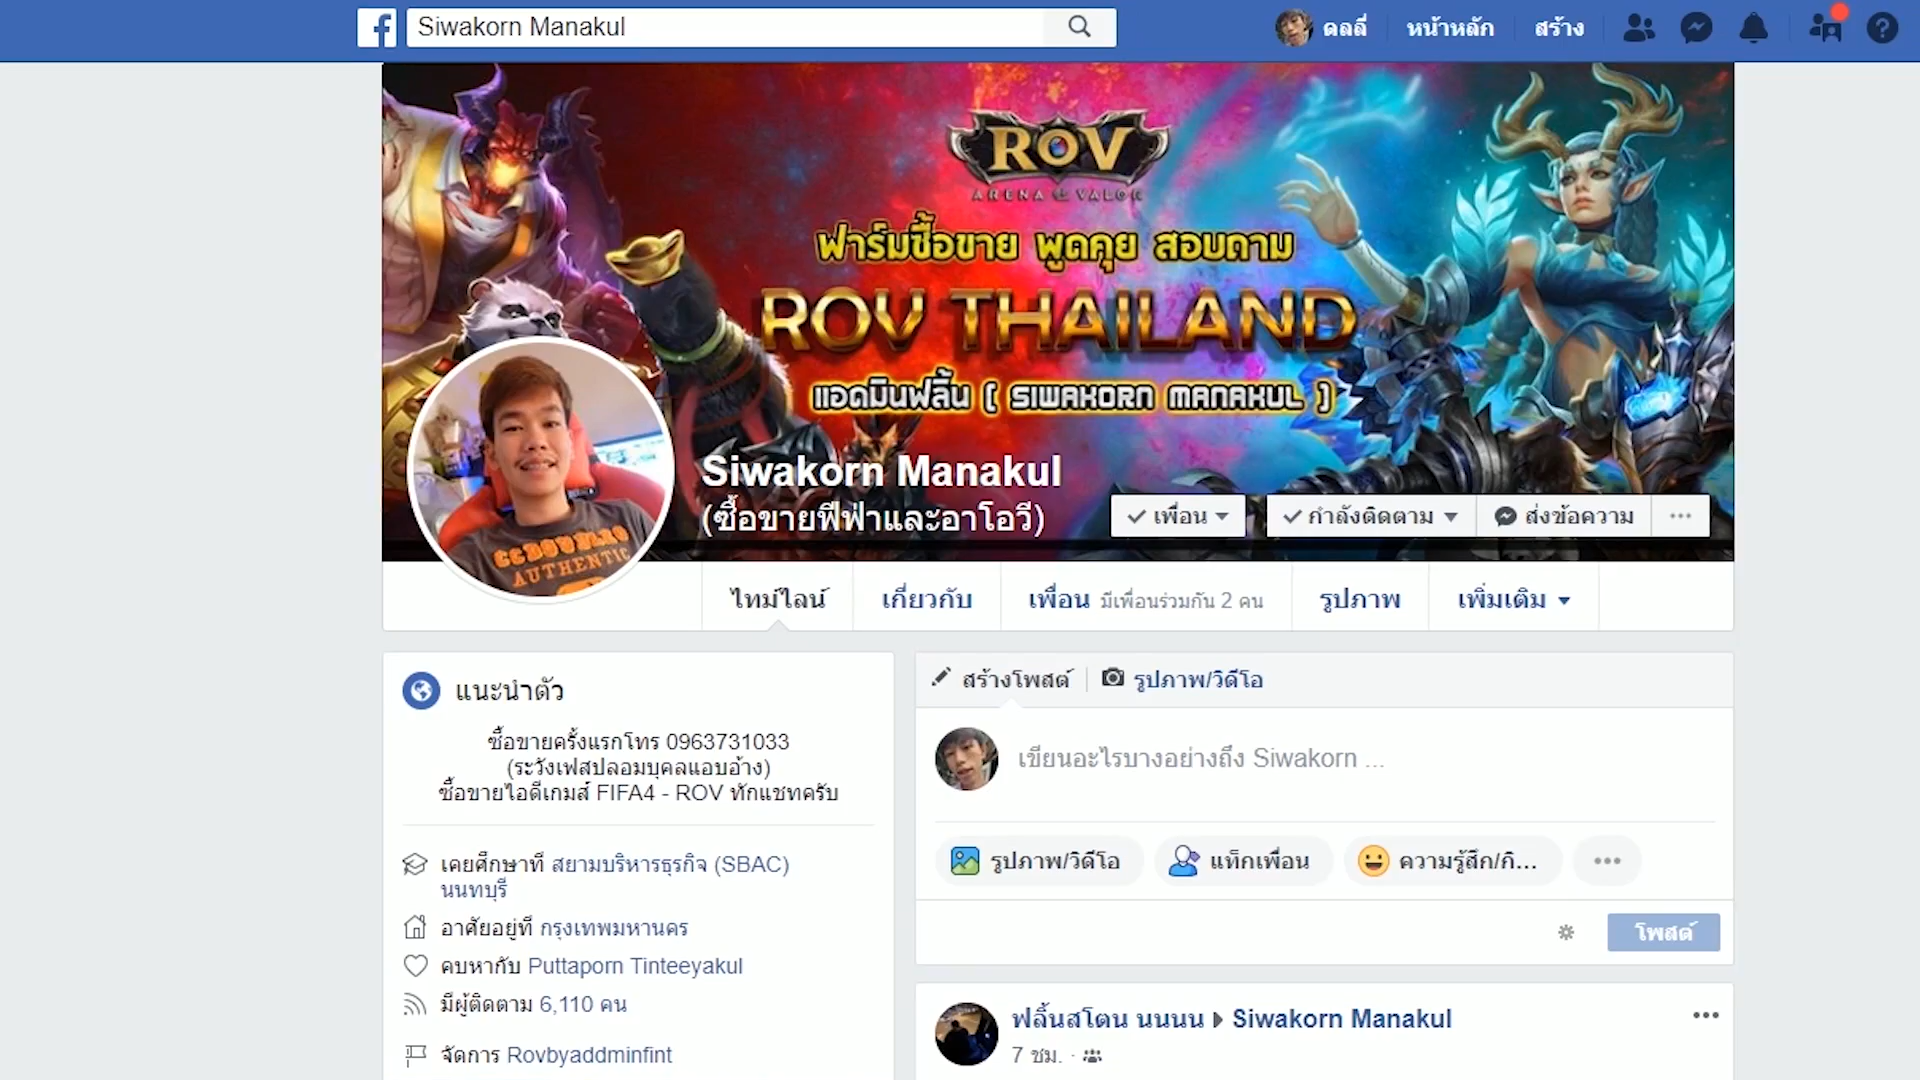 Siwakorn Manakul
ดลลี่
หน้าหลัก
สร้าง
ROV
ARENA OF VALOR
ฟาร์มซื้อขาย พูดคุย สอบถาม
ROV THAILAND
แอดมินฟลิ้น ( SIWAKORN MANAKUL )
AUTHENTIC
Siwakorn Manakul
(ซื้อขายฟีฟ่าและอาโอวี)
เพื่อน
กำลังติดตาม
ส่งข้อความ
ไทม์ไลน์
เกี่ยวกับ
เพื่อน มีเพื่อนร่วมกัน 2 คน
รูปภาพ
เพิ่มเติม
แนะนำตัว
ซื้อขายครั้งแรกโทร 0963731033
(ระวังเฟสปลอมบุคลแอบอ้าง)
ซื้อขายไอดีเกมส์ FIFA4 - ROV ทักแชทครับ
เคยศึกษาที่ สยามบริหารธุรกิจ (SBAC)
นนทบุรี
อาศัยอยู่ที่ กรุงเทพมหานคร
คบหากับ Puttaporn Tinteeyakul
มีผู้ติดตาม 6,110 คน
จัดการ Rovbyaddminfint
สร้างโพสต์
รูปภาพ/วิดีโอ
เขียนอะไรบางอย่างถึง Siwakorn ...
รูปภาพ/วิดีโอ
แท็กเพื่อน
ความรู้สึก/กิ...
โพสต์
ฟลิ้นสโตน นนนน Siwakorn Manakul
7 ชม. ·